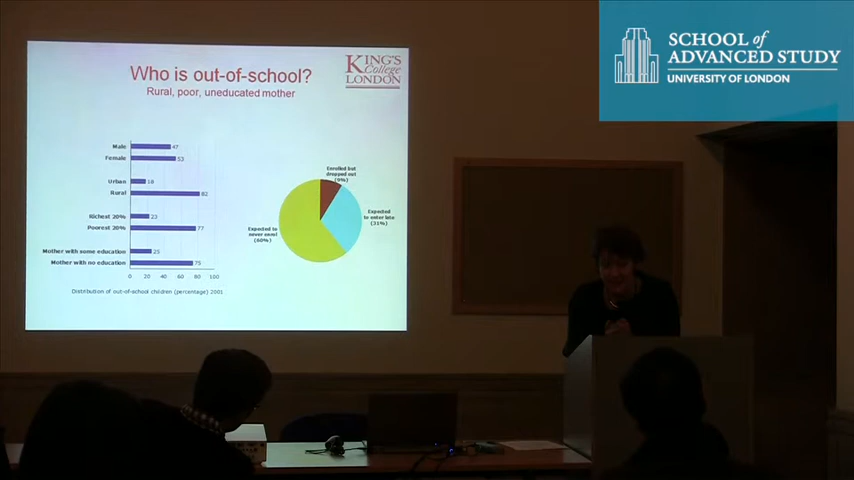 Who is out-of-school?
Rural, poor, uneducated mother
KING'S
College
LONDON
SCHOOL of
ADVANCED STUDY
UNIVERSITY OF LONDON
Male 47
Female 53
Urban 18
Rural 82
Richest 20% 23
Poorest 20% 77
Mother with some education 25
Mother with no education 75
0 20 40 60 80 100
Distribution of out-of-school children (percentage) 2001
Enrolled but
dropped out
(9%)
Expected
to enter late
(31%)
Expected to
never enrol
(60%)